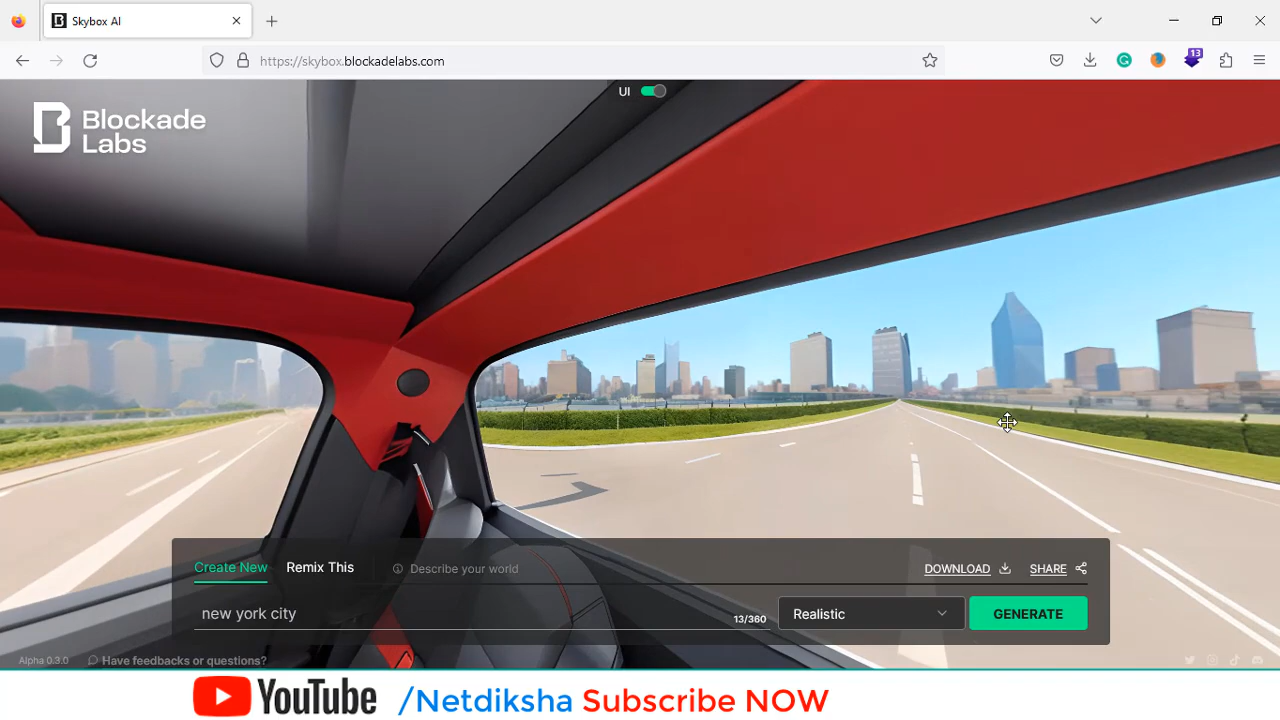 Skybox AI
https://skybox.blockadelabs.com
13
UI
Blockade
Labs
Create New
Remix This
Describe your world
DOWNLOAD
SHARE
new york city
13/360
Realistic
GENERATE
Alpha 0.3.0
Have feedbacks or questions?
YouTube /Netdiksha Subscribe NOW